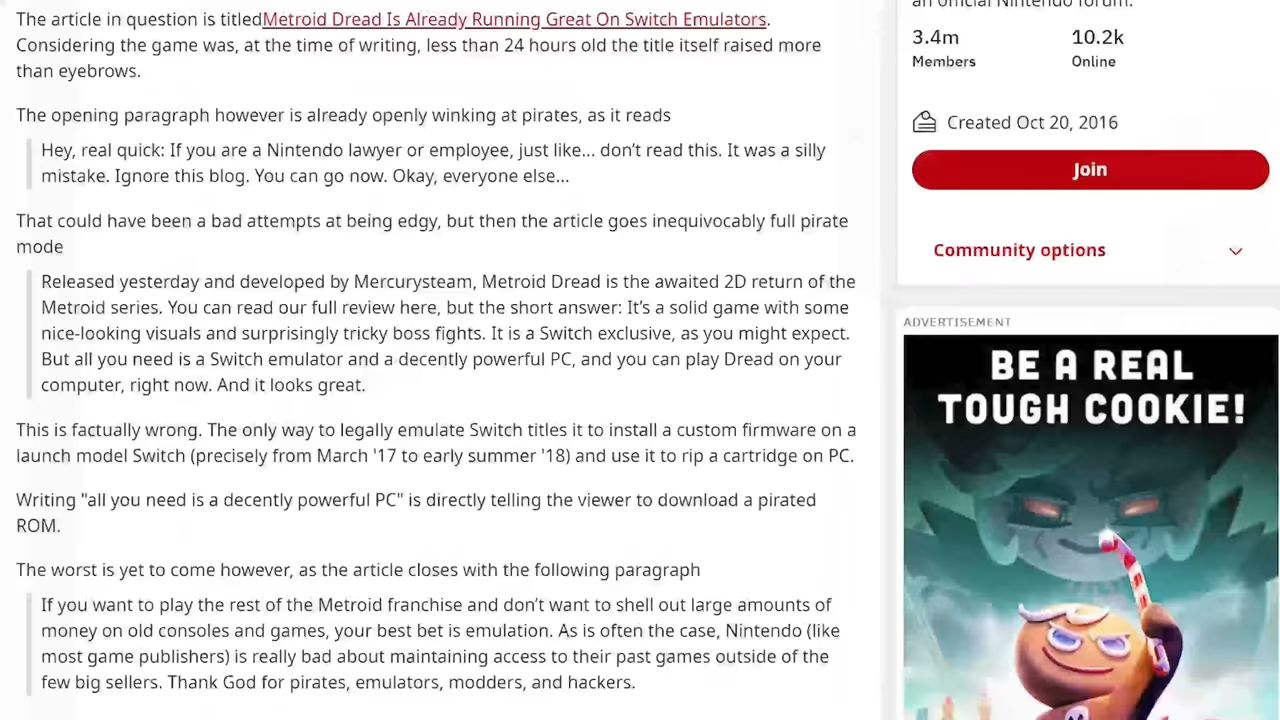 The article in question is titledMetroid Dread Is Already Running Great On Switch Emulators.
Considering the game was, at the time of writing, less than 24 hours old the title itself raised more
than eyebrows.
The opening paragraph however is already openly winking at pirates, as it reads
Hey, real quick: If you are a Nintendo lawyer or employee, just like... don’t read this. It was a silly
mistake. Ignore this blog. You can go now. Okay, everyone else...
That could have been a bad attempts at being edgy, but then the article goes inequivocably full pirate
mode
Released yesterday and developed by Mercurysteam, Metroid Dread is the awaited 2D return of the
Metroid series. You can read our full review here, but the short answer: It’s a solid game with some
nice-looking visuals and surprisingly tricky boss fights. It is a Switch exclusive, as you might expect.
But all you need is a Switch emulator and a decently powerful PC, and you can play Dread on your
computer, right now. And it looks great.
This is factually wrong. The only way to legally emulate Switch titles it to install a custom firmware on a
launch model Switch (precisely from March '17 to early summer '18) and use it to rip a cartridge on PC.
Writing "all you need is a decently powerful PC" is directly telling the viewer to download a pirated
ROM.
The worst is yet to come however, as the article closes with the following paragraph
If you want to play the rest of the Metroid franchise and don’t want to shell out large amounts of
money on old consoles and games, your best bet is emulation. As is often the case, Nintendo (like
most game publishers) is really bad about maintaining access to their past games outside of the
few big sellers. Thank God for pirates, emulators, modders, and hackers.
an official Nintendo forum.
3.4m 10.2k
Members Online
Created Oct 20, 2016
Join
Community options
ADVERTISEMENT
BE A REAL
TOUGH COOKIE!